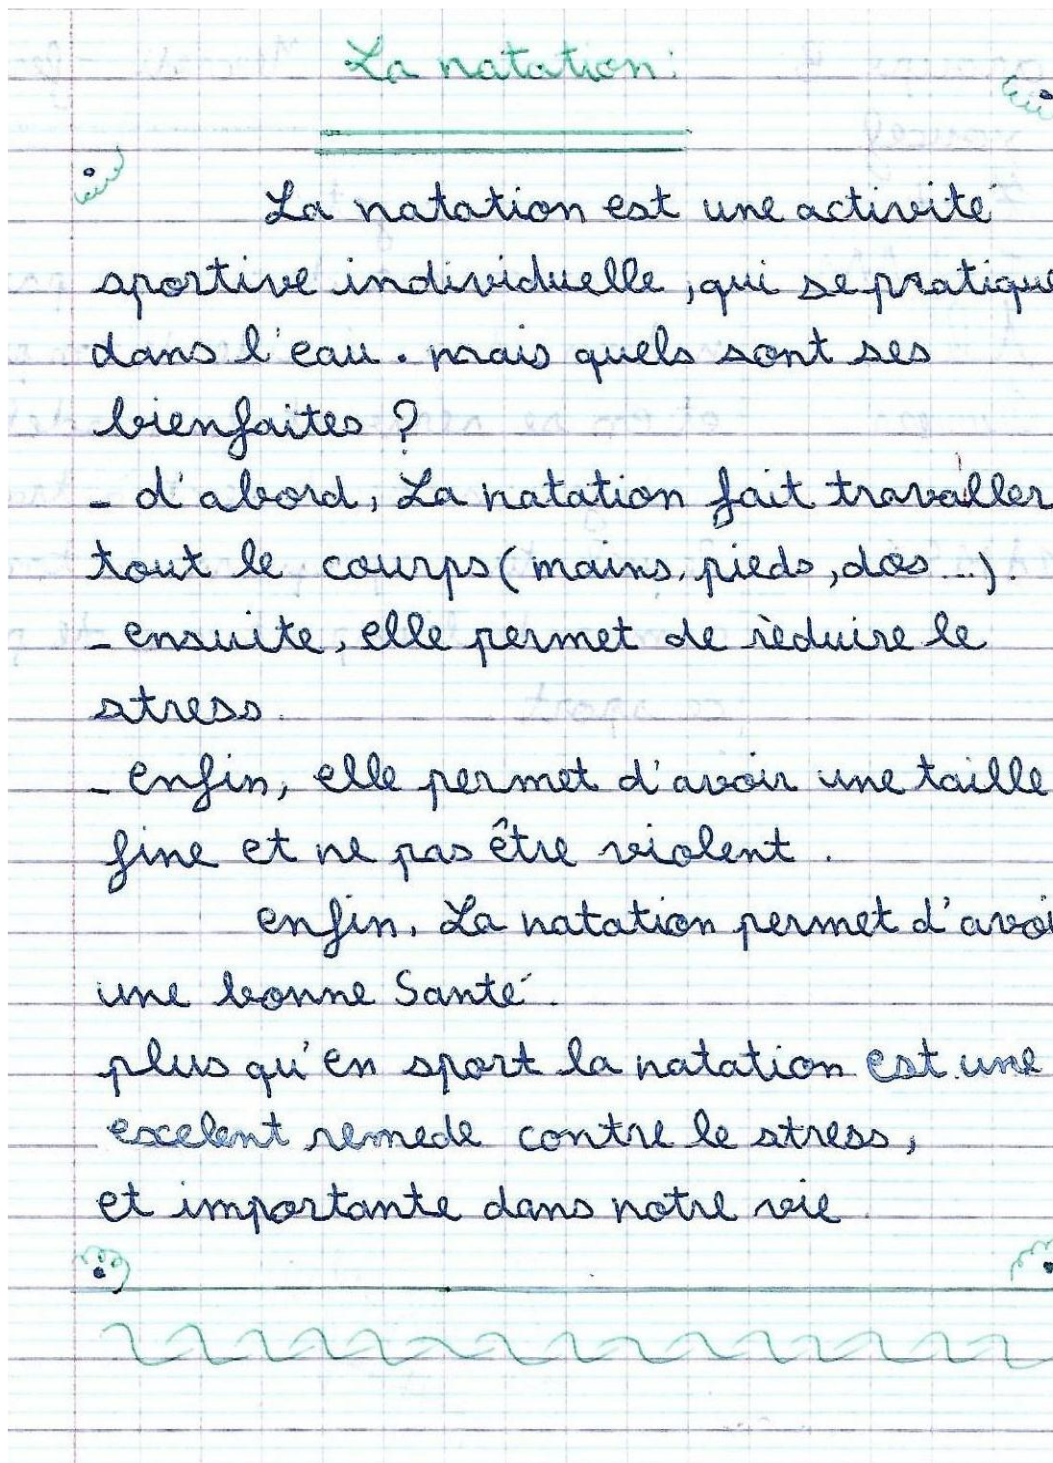 La natation :
La natation est une activité
sportive individuelle, qui se pratique
dans l'eau. mais quels sont ses
bienfaites ?
- d'abord, La natation fait travailler
tout le courps (mains, pieds, dos...).
- ensuite, elle permet de rèduire le
stress.
- enfin, elle permet d'avoir une taille
fine et ne pas être violent.
enfin, La natation permet d'avoi
une bonne Santé.
plus qu'en sport la natation est une
excelent remede contre le stress,
et importante dans notre vie.